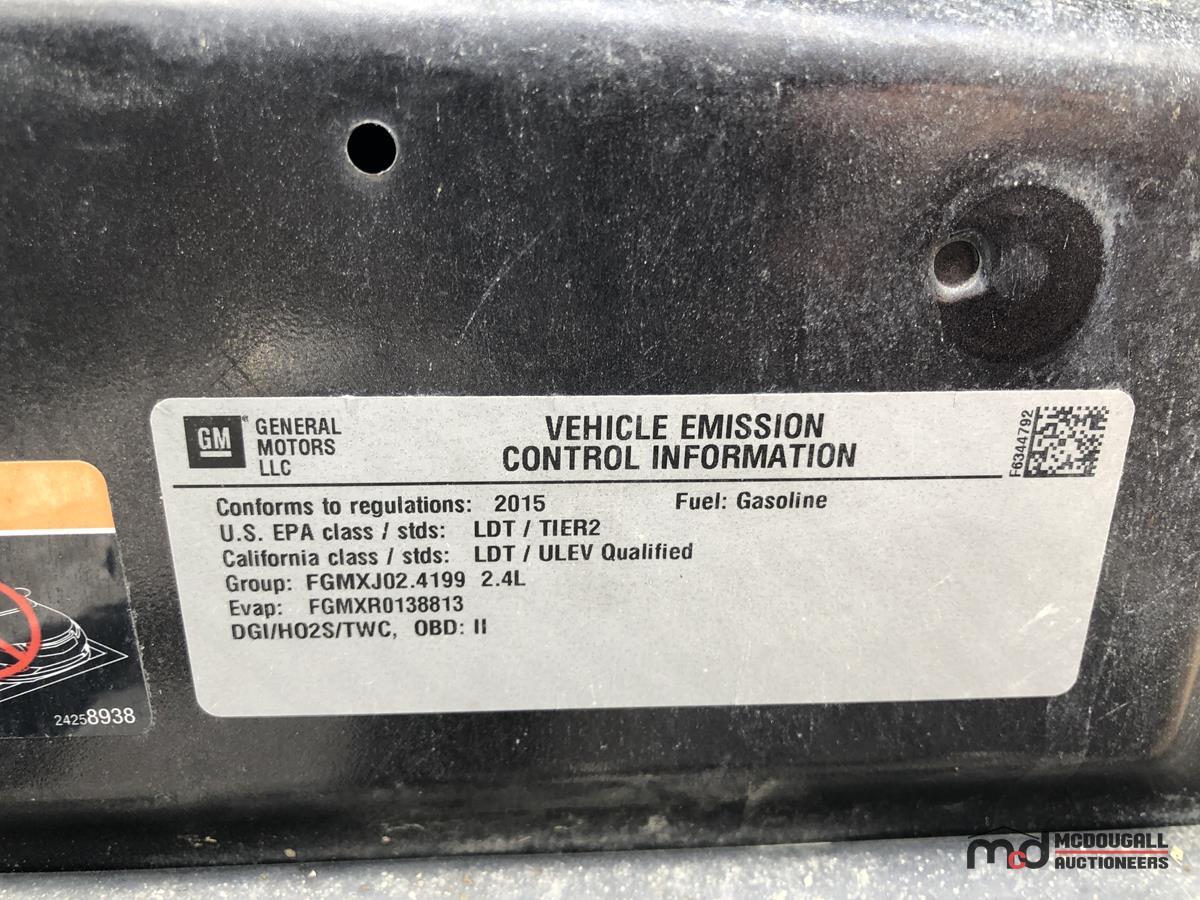 GM
GENERAL
MOTORS
LLC
VEHICLE EMISSION
CONTROL INFORMATION
F6344792
Conforms to regulations: 2015 Fuel: Gasoline
U.S. EPA class / stds: LDT / TIER2
California class / stds: LDT / ULEV Qualified
Group: FGMXJ02.4199 2.4L
Evap: FGMXR0138813
DGI/HO2S/TWC, OBD: II
24258938
mcd MCDOUGALL
AUCTIONEERS